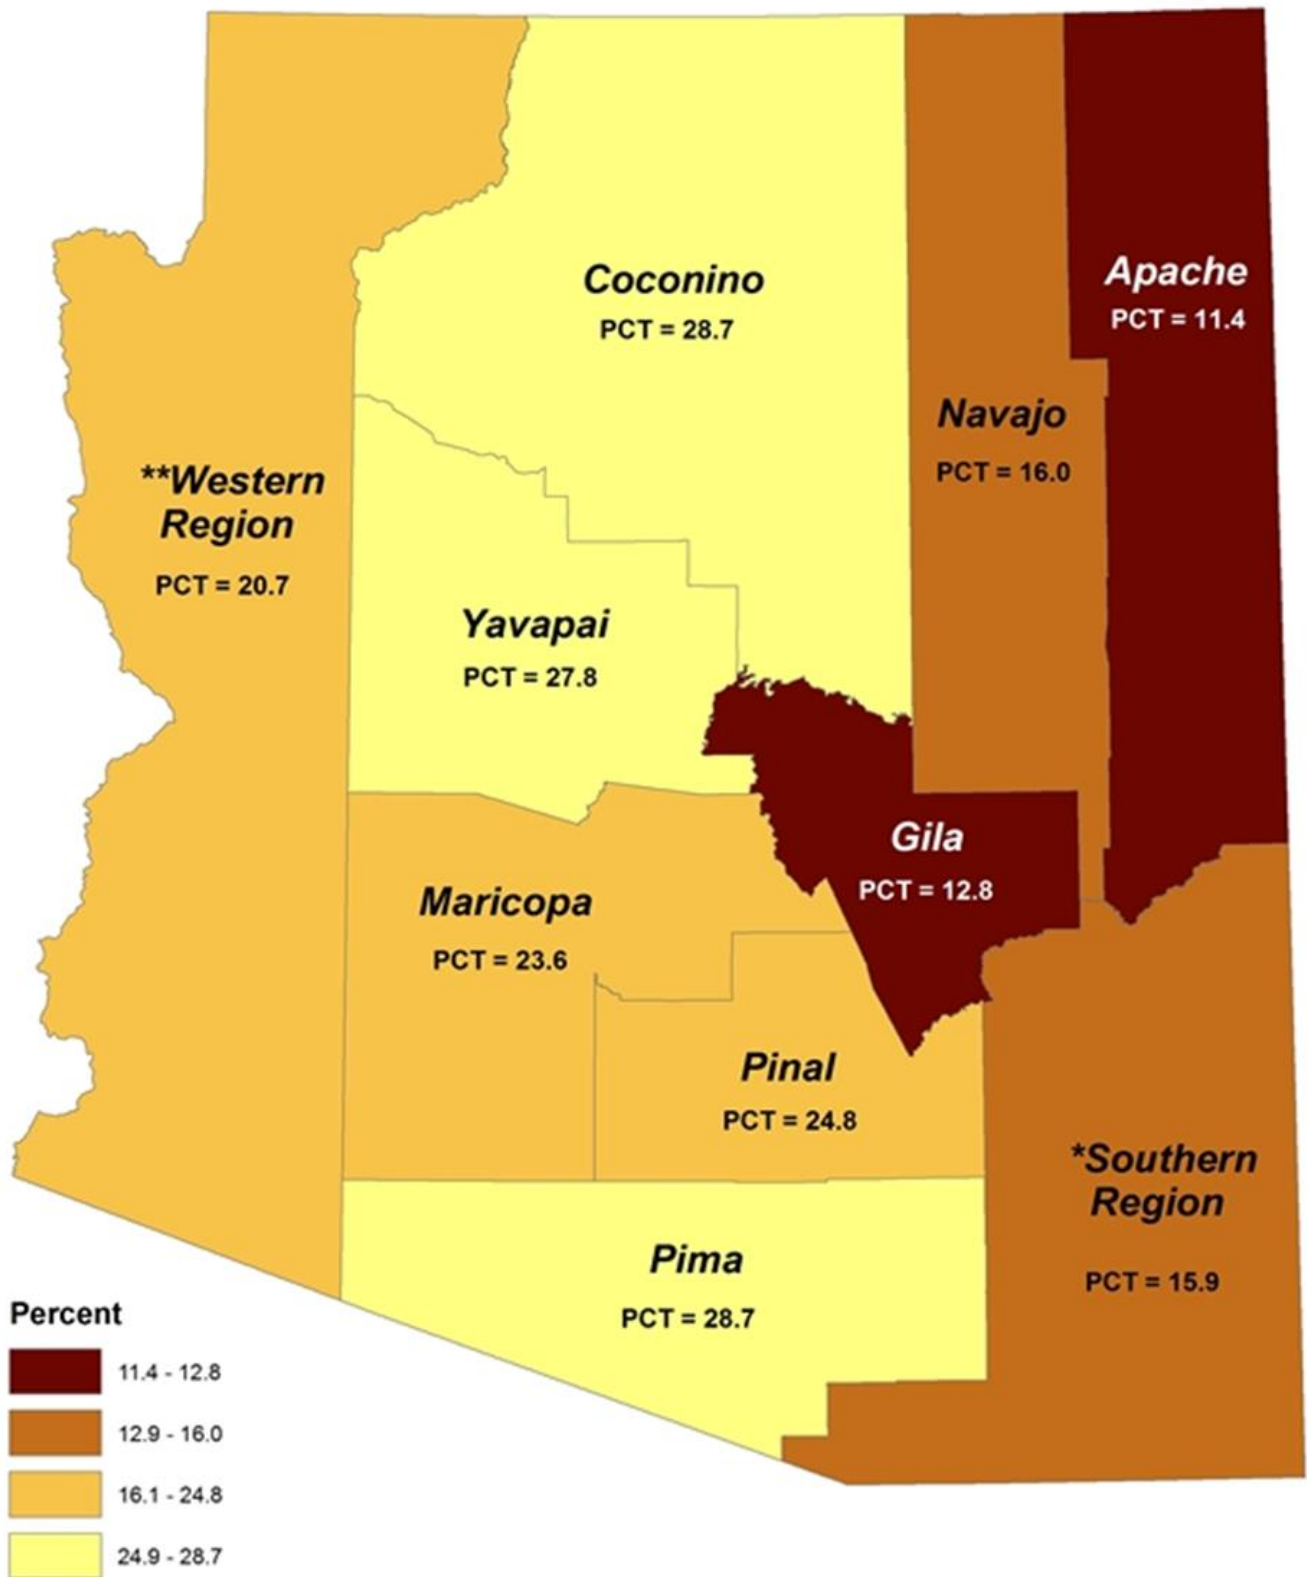 Coconino
PCT = 28.7
Apache
PCT = 11.4
Navajo
PCT = 16.0
**Western
Region
PCT = 20.7
Yavapai
PCT = 27.8
Gila
PCT = 12.8
Maricopa
PCT = 23.6
Pinal
PCT = 24.8
*Southern
Region
PCT = 15.9
Pima
PCT = 28.7
Percent
11.4 - 12.8
12.9 - 16.0
16.1 - 24.8
24.9 - 28.7